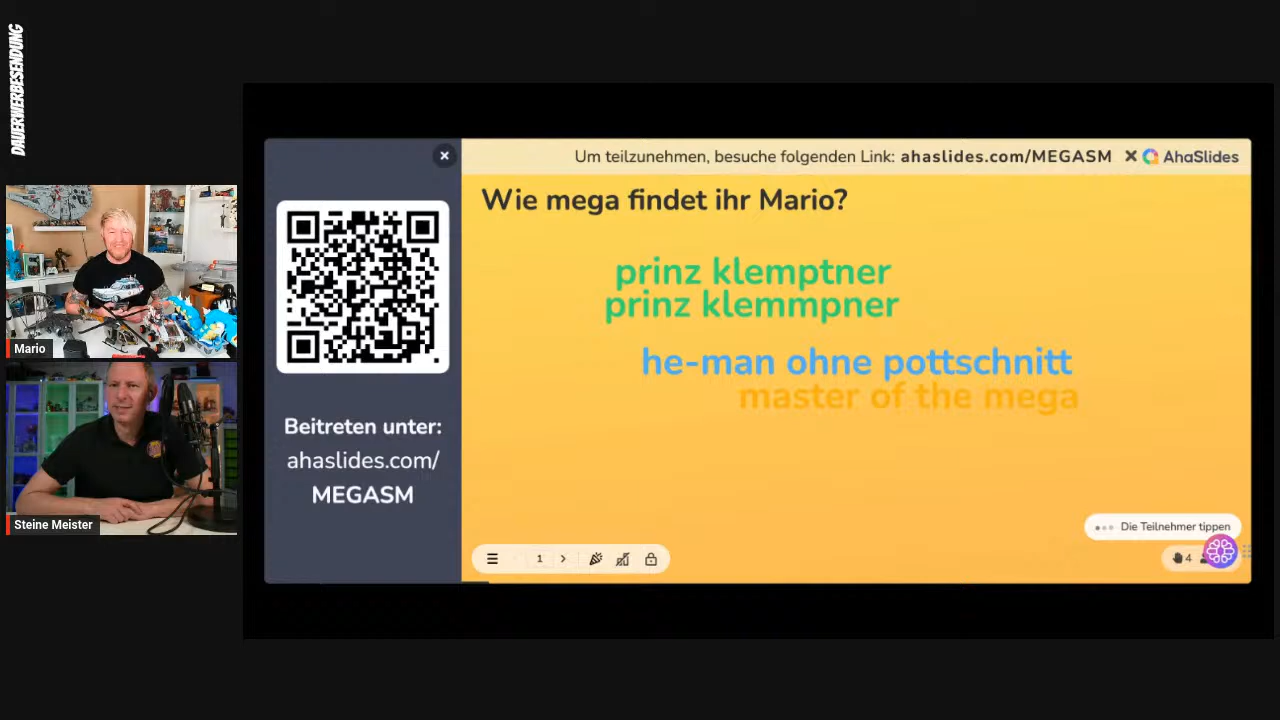 DAUERWERBESENDUNG
Mario
Steine Meister
Um teilzunehmen, besuche folgenden Link: ahaslides.com/MEGASM
AhaSlides
Wie mega findet ihr Mario?
prinz klemptner
prinz klemmpner
he-man ohne pottschnitt
master of the mega
Beitreten unter:
ahaslides.com/
MEGASM
Die Teilnehmer tippen
1
4